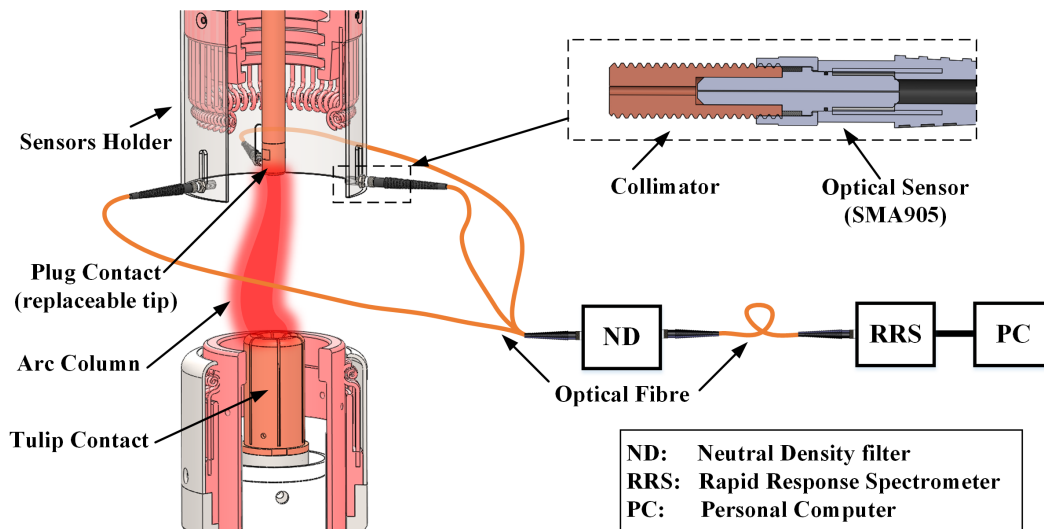 Sensors Holder
Collimator
Optical Sensor
(SMA905)
Plug Contact
(replaceable tip)
Arc Column
ND
RRS
PC
Optical Fibre
Tulip Contact
ND: Neutral Density filter
RRS: Rapid Response Spectrometer
PC: Personal Computer